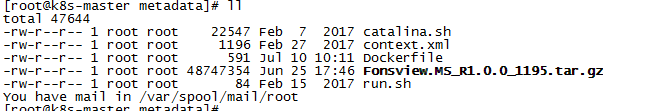 [root@k8s-master metadata]# ll
total 47644
-rw-r--r-- 1 root root    22547 Feb  7  2017 catalina.sh
-rw-r--r-- 1 root root     1196 Feb 27  2017 context.xml
-rw-r--r-- 1 root root      591 Jul 10 10:11 Dockerfile
-rw-r--r-- 1 root root 48747354 Jun 25 17:46 Fonsview.MS_R1.0.0_1195.tar.gz
-rw-r--r-- 1 root root       84 Feb 15  2017 run.sh
You have mail in /var/spool/mail/root
[root@k8s-master metadata]#